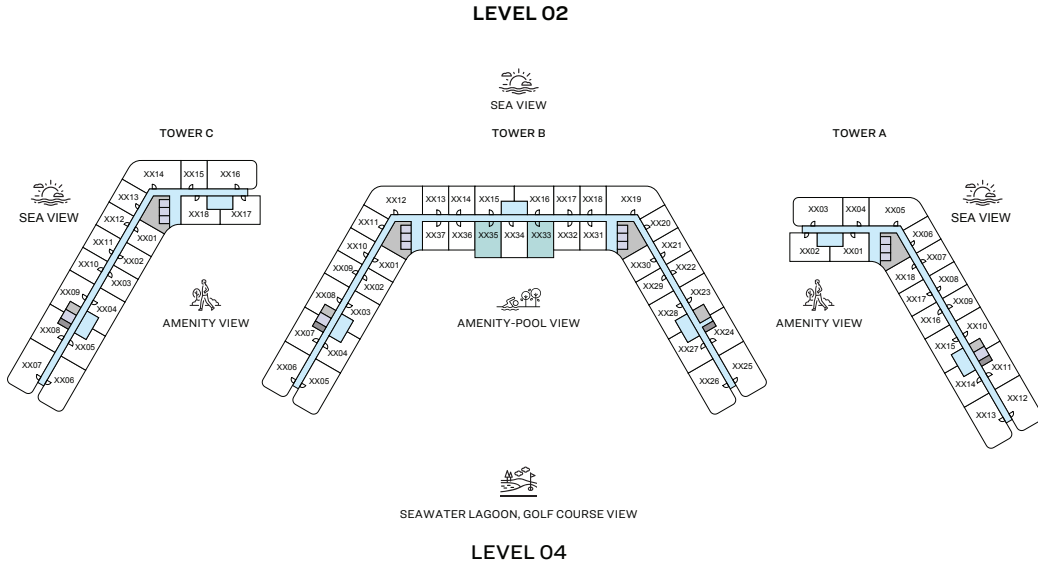 LEVEL 02
SEA VIEW
TOWER C
TOWER B
TOWER A
SEA VIEW
SEA VIEW
AMENITY VIEW
AMENITY-POOL VIEW
AMENITY VIEW
XX14
XX15
XX16
XX13
XX18
XX17
XX12
XX01
XX11
XX02
XX10
XX03
XX09
XX04
XX08
XX05
XX07
XX06
XX12
XX13
XX14
XX15
XX16
XX17
XX18
XX19
XX11
XX37
XX36
XX35
XX34
XX33
XX32
XX31
XX20
XX10
XX01
XX30
XX21
XX09
XX02
XX29
XX22
XX08
XX03
XX28
XX23
XX07
XX04
XX27
XX24
XX06
XX05
XX26
XX25
XX03
XX04
XX05
XX02
XX01
XX06
XX18
XX07
XX17
XX08
XX16
XX09
XX15
XX10
XX14
XX11
XX13
XX12
SEAWATER LAGOON, GOLF COURSE VIEW
LEVEL 04